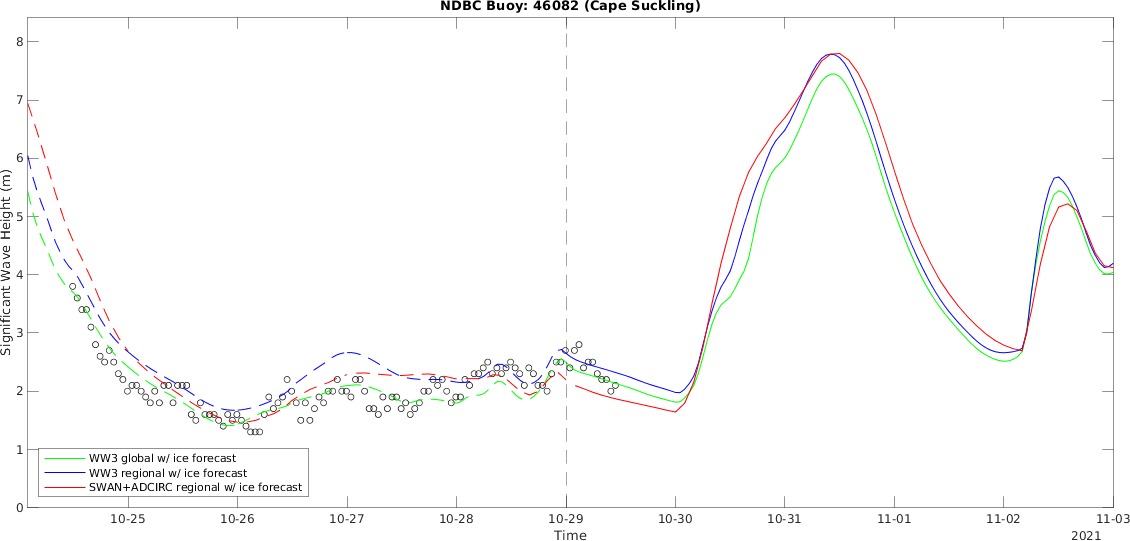 NDBC Buoy: 46082 (Cape Suckling)
8
7
6
5
4
3
2
1
0
Significant Wave Height (m)
WW3 global w/ ice forecast
WW3 regional w/ ice forecast
SWAN+ADCIRC regional w/ ice forecast
10-25 10-26 10-27 10-28 10-29 10-30 10-31 11-01 11-02 11-03
Time
2021